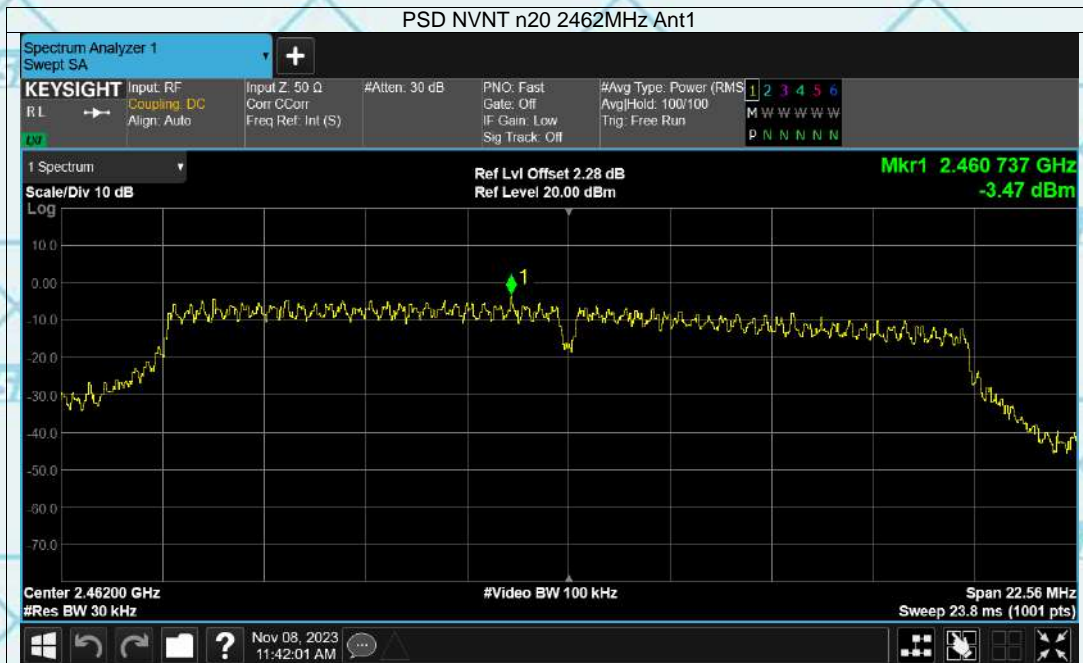 PSD NVNT n20 2462MHz Ant1
Spectrum Analyzer 1
Swept SA
KEYSIGHT
RL
LXI
Input: RF
Coupling: DC
Align: Auto
Input Z: 50 Ω
Corr CCorr
Freq Ref: Int (S)
#Atten: 30 dB
PNO: Fast
Gate: Off
IF Gain: Low
Sig Track: Off
#Avg Type: Power (RMS
Avg|Hold: 100/100
Trig: Free Run
1 2 3 4 5 6
M W W W W W
P N N N N N
1 Spectrum
Scale/Div 10 dB
Log
Ref Lvl Offset 2.28 dB
Ref Level 20.00 dBm
Mkr1 2.460 737 GHz
-3.47 dBm
10.0
0.00
1
-10.0
-20.0
-30.0
-40.0
-50.0
-60.0
-70.0
Center 2.46200 GHz
#Res BW 30 kHz
#Video BW 100 kHz
Span 22.56 MHz
Sweep 23.8 ms (1001 pts)
?
Nov 08, 2023
11:42:01 AM